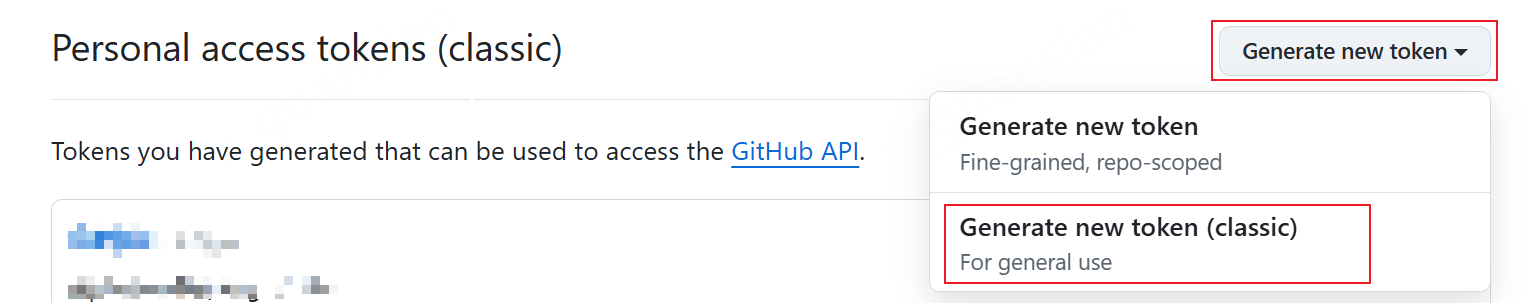 Personal access tokens (classic)
Generate new token
Generate new token
Fine-grained, repo-scoped
Tokens you have generated that can be used to access the GitHub API.
Generate new token (classic)
For general use